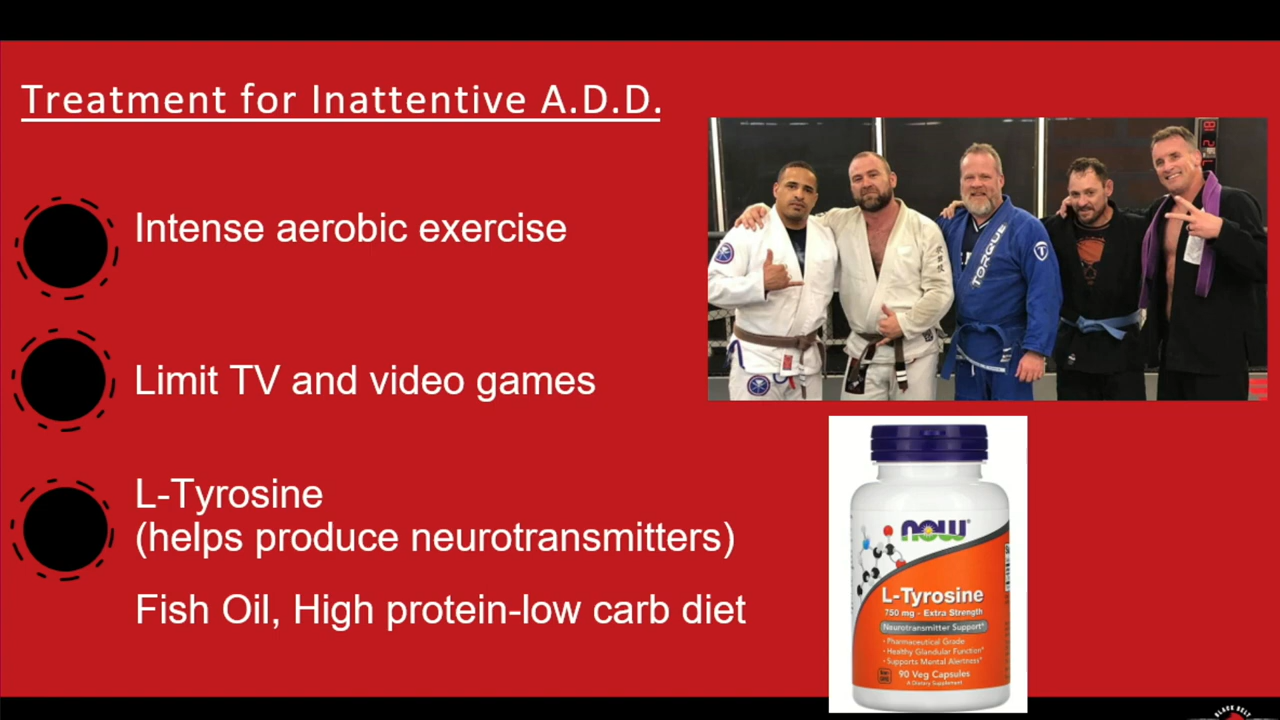 Treatment for Inattentive A.D.D.
Intense aerobic exercise
Limit TV and video games
L-Tyrosine
(helps produce neurotransmitters)
Fish Oil, High protein-low carb diet
TORQUE
NOW
L-Tyrosine
750 mg - Extra Strength
Neurotransmitter Support*
• Pharmaceutical Grade
• Healthy Glandular Function*
• Supports Mental Alertness*
90 Veg Capsules
A Dietary Supplement
BLACK BELT